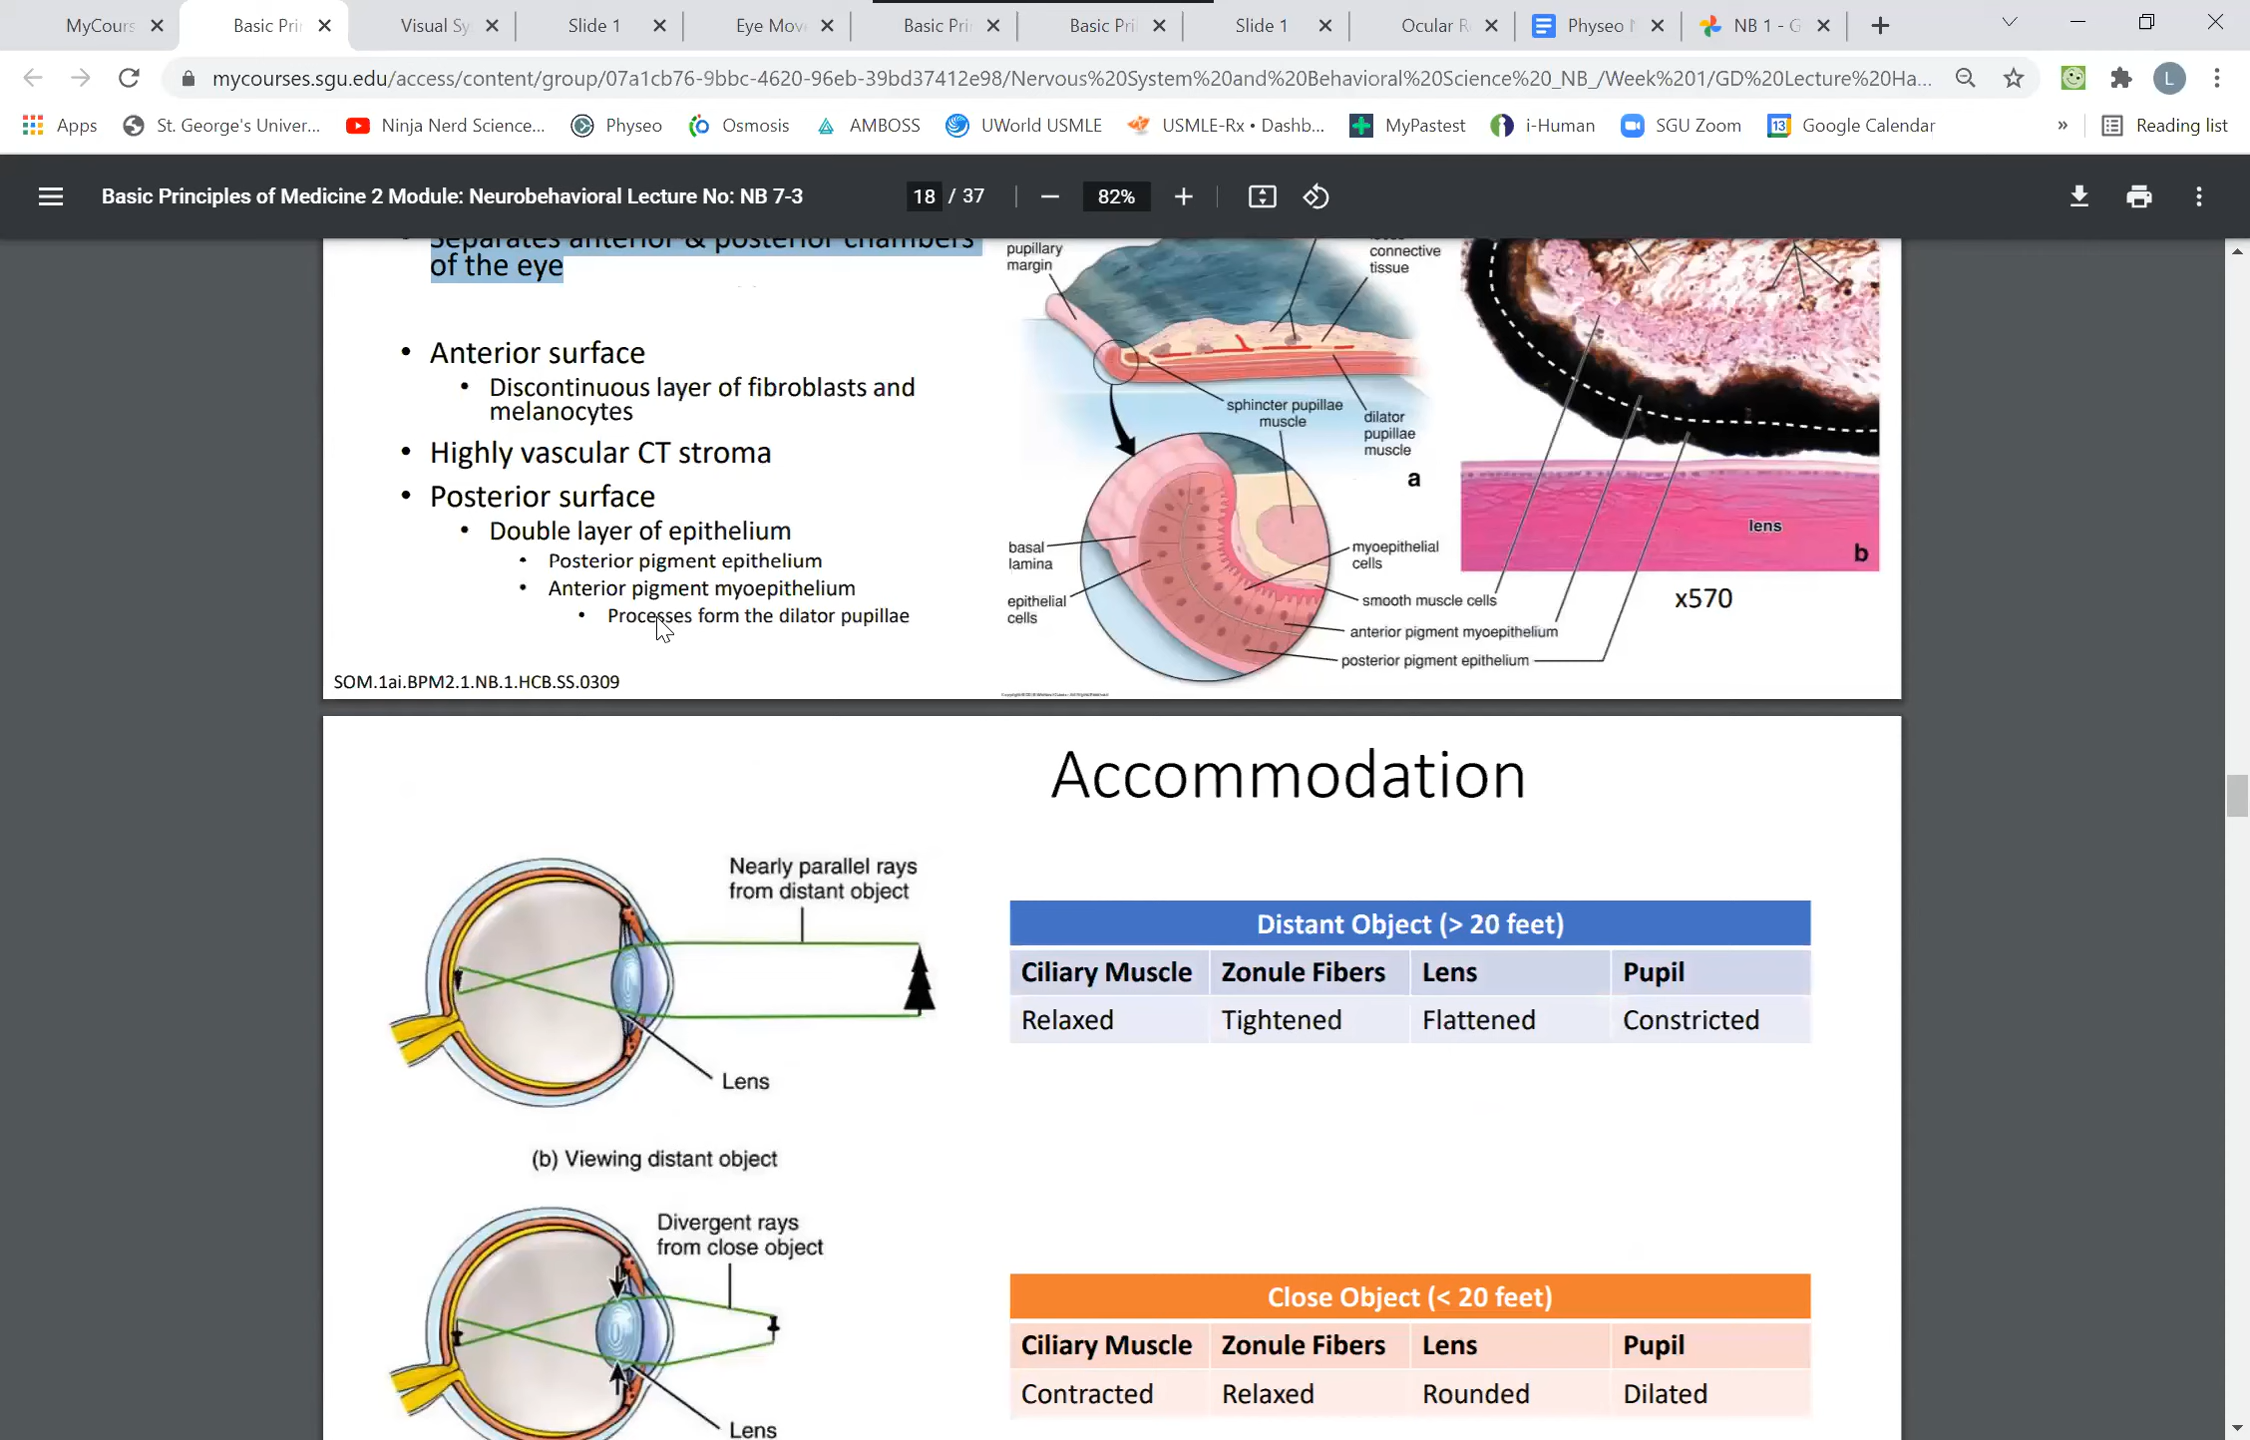 MyCours
Basic Prin
Visual Sy
Slide 1
Eye Move
Basic Prin
Basic Prin
Slide 1
Ocular R
Physeo N
NB 1 - G
mycourses.sgu.edu/access/content/group/07a1cb76-9bbc-4620-96eb-39bd37412e98/Nervous%20System%20and%20Behavioral%20Science%20_NB_/Week%201/GD%20Lecture%20Ha...
L
Apps
St. George's Univer...
Ninja Nerd Science...
Physeo
Osmosis
AMBOSS
UWorld USMLE
USMLE-Rx • Dashb...
MyPastest
i-Human
SGU Zoom
13
Google Calendar
»
Reading list
Basic Principles of Medicine 2 Module: Neurobehavioral Lecture No: NB 7-3
18 / 37
82%
• Separates anterior & posterior chambers
of the eye
• Anterior surface
• Discontinuous layer of fibroblasts and
melanocytes
• Highly vascular CT stroma
• Posterior surface
• Double layer of epithelium
• Posterior pigment epithelium
• Anterior pigment myoepithelium
• Processes form the dilator pupillae
SOM.1ai.BPM2.1.NB.1.HCB.SS.0309
pupillary
margin
connective
tissue
sphincter pupillae
muscle
dilator
pupillae
muscle
a
basal
lamina
epithelial
cells
myoepithelial
cells
smooth muscle cells
anterior pigment myoepithelium
posterior pigment epithelium
lens
b
x570
Accommodation
Nearly parallel rays
from distant object
Lens
(b) Viewing distant object
Distant Object (> 20 feet)
Ciliary Muscle Zonule Fibers Lens Pupil
Relaxed Tightened Flattened Constricted
Divergent rays
from close object
Lens
Close Object (< 20 feet)
Ciliary Muscle Zonule Fibers Lens Pupil
Contracted Relaxed Rounded Dilated